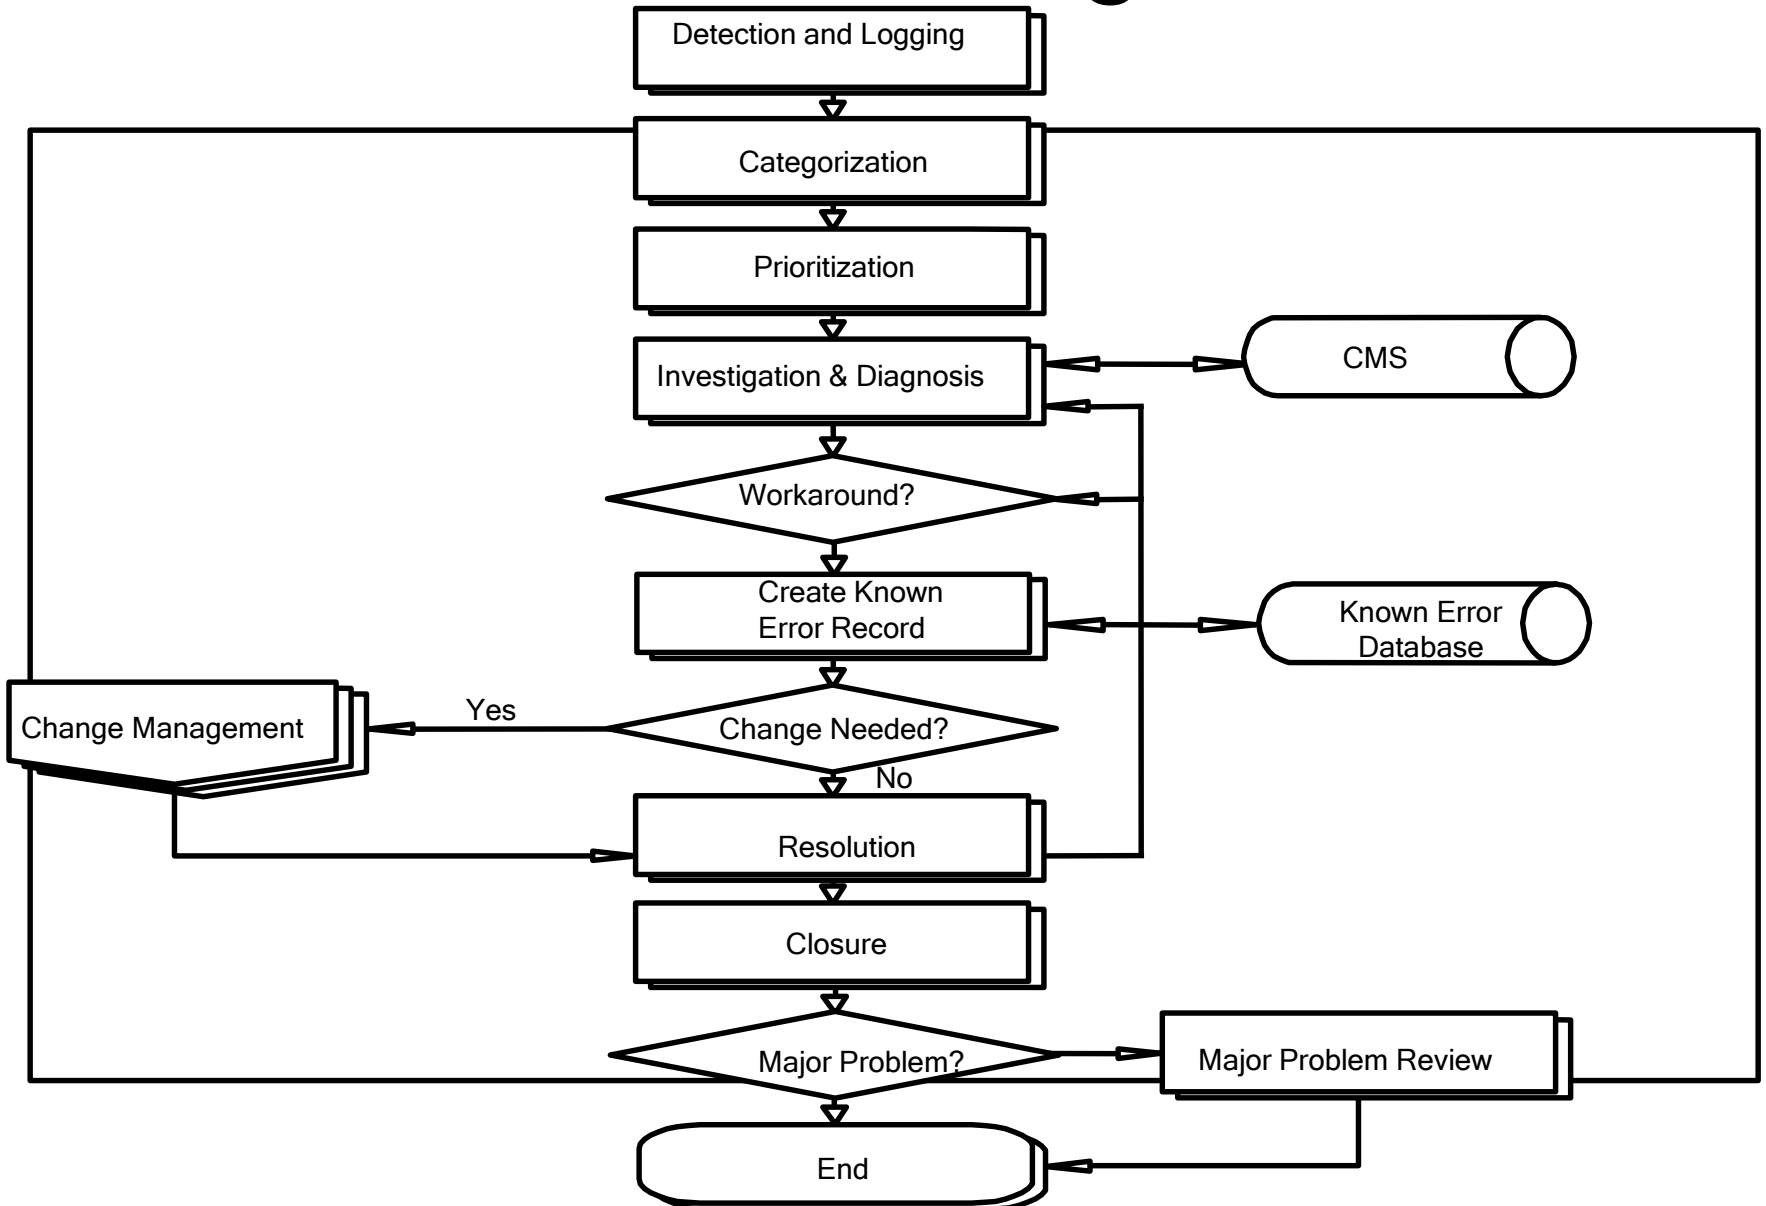 Detection and Logging
Categorization
Prioritization
Investigation & Diagnosis
CMS
Workaround?
Create Known
Error Record
Known Error
Database
Yes
Change Management
Change Needed?
No
Resolution
Closure
Major Problem?
Major Problem Review
End